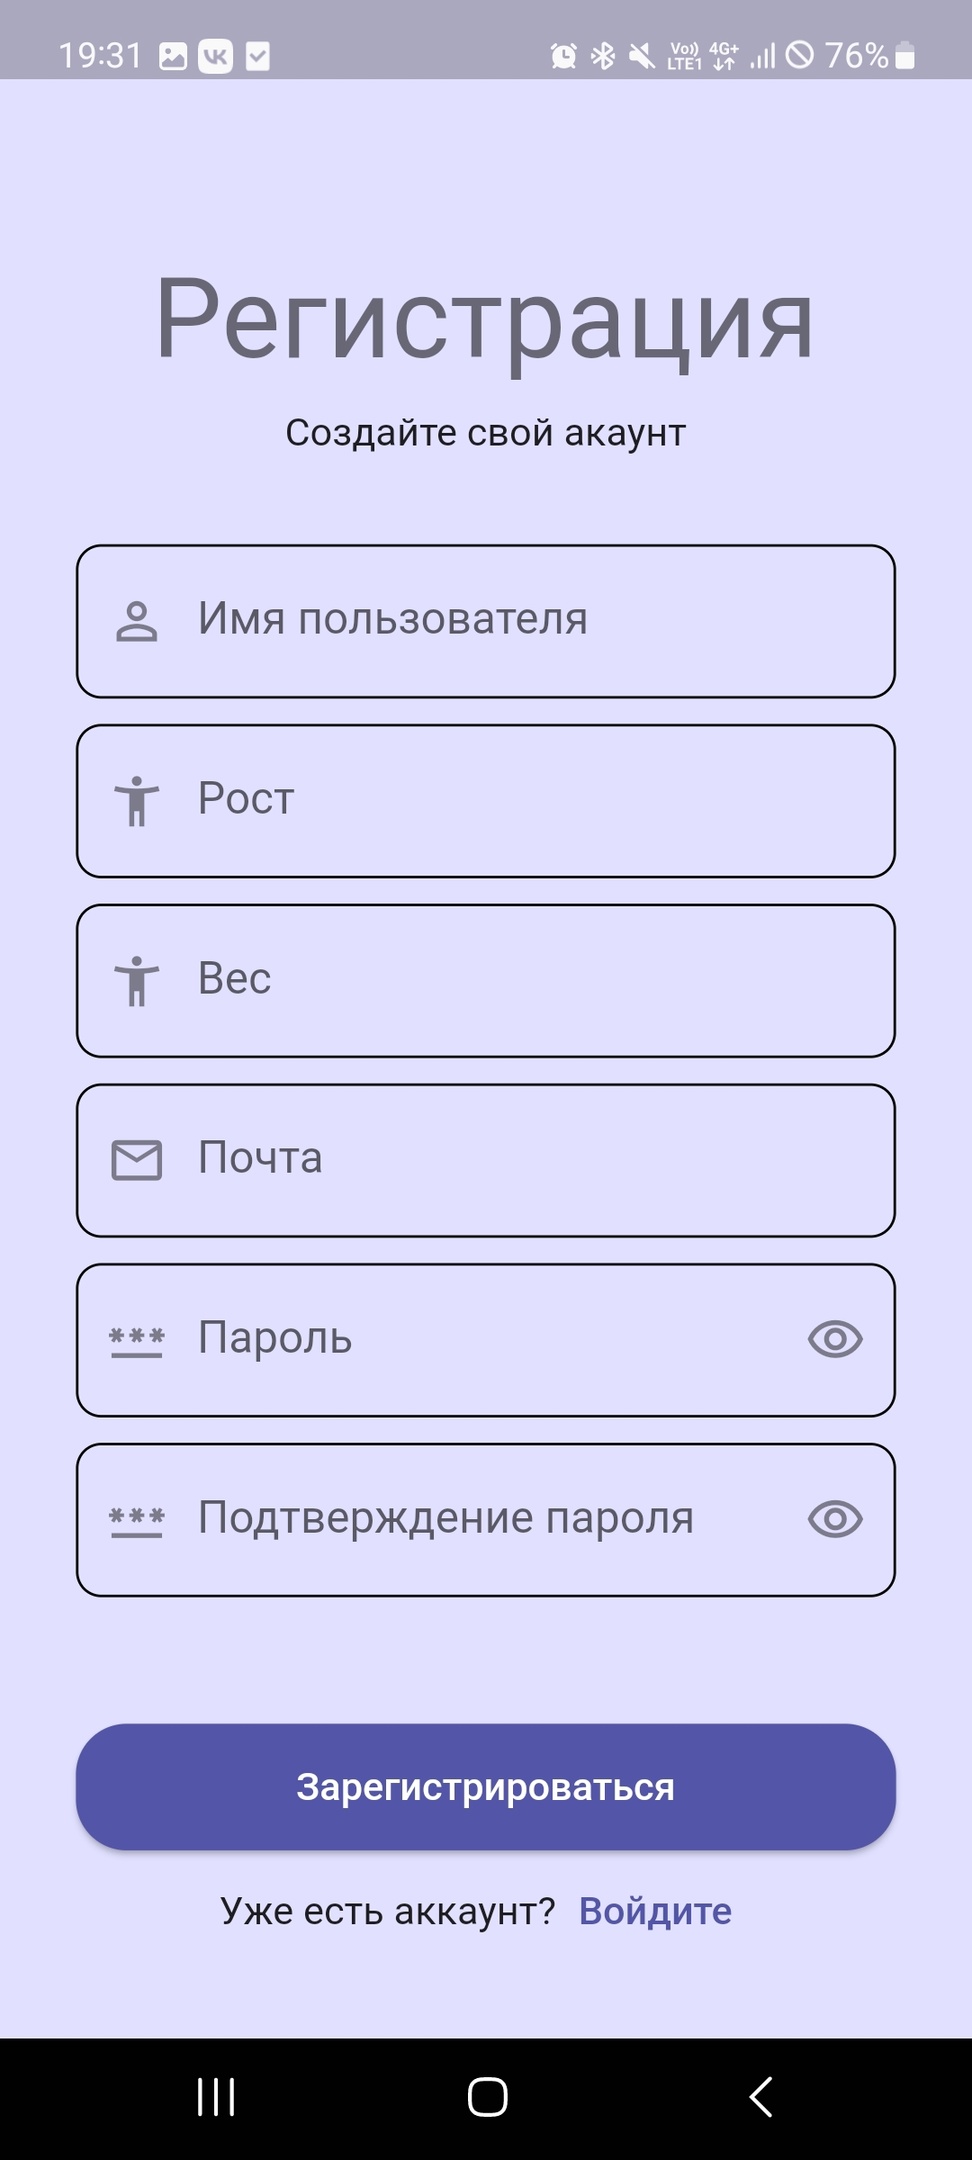 19:31
Vo)) LTE1 4G+ 76%
Регистрация
Создайте свой акаунт
Имя пользователя
Рост
Вес
Почта
*** Пароль
*** Подтверждение пароля
Зарегистрироваться
Уже есть аккаунт? Войдите